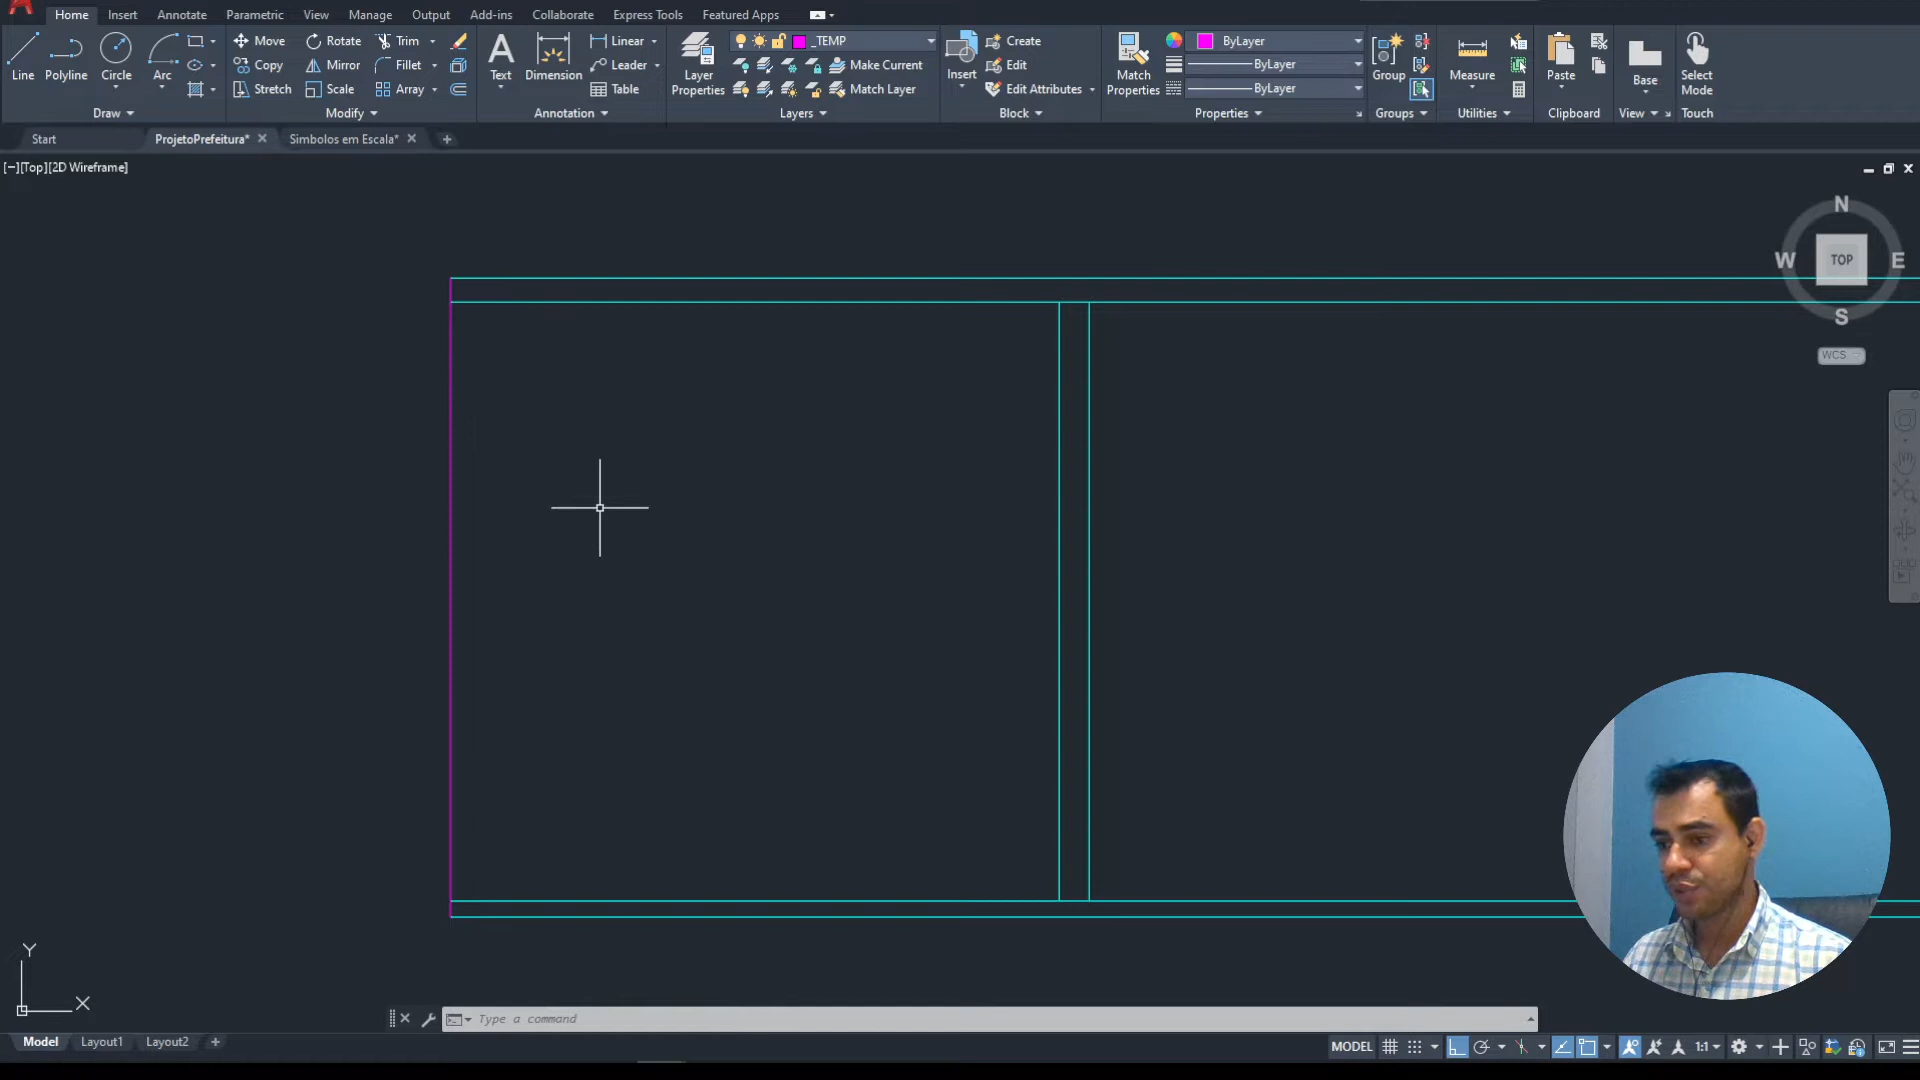 Home Insert Annotate Parametric View Manage Output Add-ins Collaborate Express Tools Featured Apps
Move Rotate Trim Linear _TEMP Create ByLayer
Copy Mirror Fillet Leader Make Current Edit ByLayer
Line Polyline Circle Arc Text Dimension Layer Properties Insert Match Properties Group Measure Paste Base Select Mode
Stretch Scale Array Table Match Layer Edit Attributes ByLayer
Draw Modify Annotation Layers Block Properties Groups Utilities Clipboard View Touch
Start ProjetoPrefeitura* Simbolos em Escala*
[−][Top][2D Wireframe]
N
W TOP E
S
WCS
Y
X
Type a command
Model Layout1 Layout2 MODEL 1:1